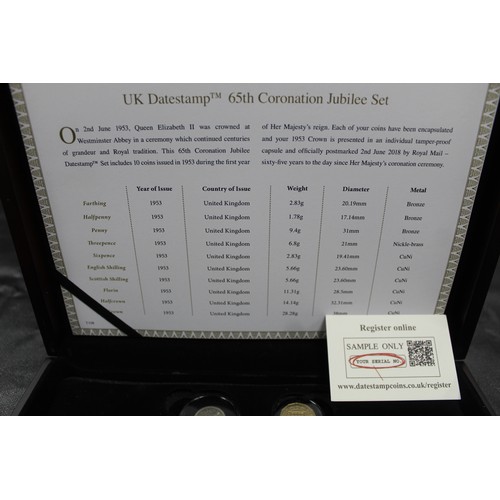 UK Datestamp™ 65th Coronation Jubilee Set
On 2nd June 1953, Queen Elizabeth II was crowned at
Westminster Abbey in a ceremony which continued centuries
of grandeur and Royal tradition. This 65th Coronation Jubilee
Datestamp™ Set includes 10 coins issued in 1953 during the first year
of Her Majesty's reign. Each of your coins have been encapsulated
and your 1953 Crown is presented in an individual tamper-proof
capsule and officially postmarked 2nd June 2018 by Royal Mail –
sixty-five years to the day since Her Majesty's coronation ceremony.
Year of Issue Country of Issue Weight Diameter Metal
Farthing 1953 United Kingdom 2.83g 20.19mm Bronze
Halfpenny 1953 United Kingdom 1.78g 17.14mm Bronze
Penny 1953 United Kingdom 9.4g 31mm Bronze
Threepence 1953 United Kingdom 6.8g 21mm Nickle-brass
Sixpence 1953 United Kingdom 2.83g 19.41mm CuNi
English Shilling 1953 United Kingdom 5.66g 23.60mm CuNi
Scottish Shilling 1953 United Kingdom 5.66g 23.60mm CuNi
Florin 1953 United Kingdom 11.31g 28.5mm CuNi
Halfcrown 1953 United Kingdom 14.14g 32.31mm CuNi
1953 United Kingdom 28.28g
Register online
SAMPLE ONLY
YOUR SERIAL NO.
www.datestampcoins.co.uk/register